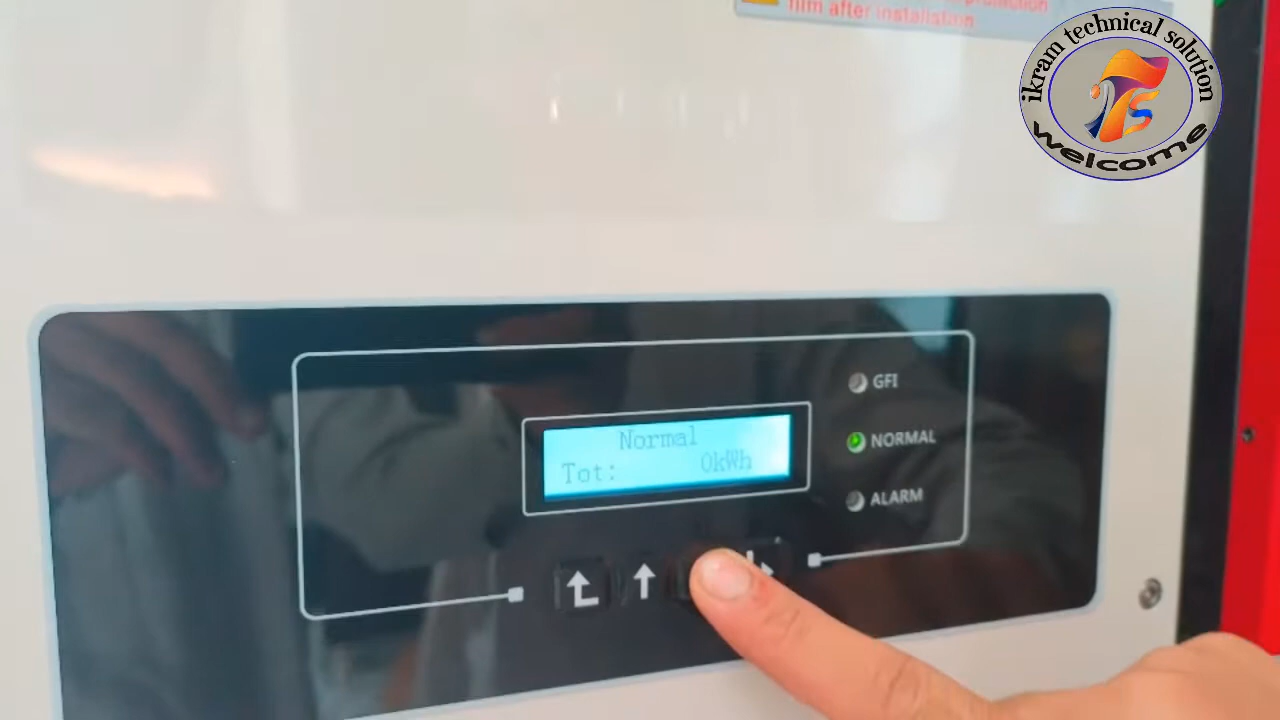 film after installation
ikram technical solution
welcome
GFI
Normal
Tot: 0kWh
NORMAL
ALARM